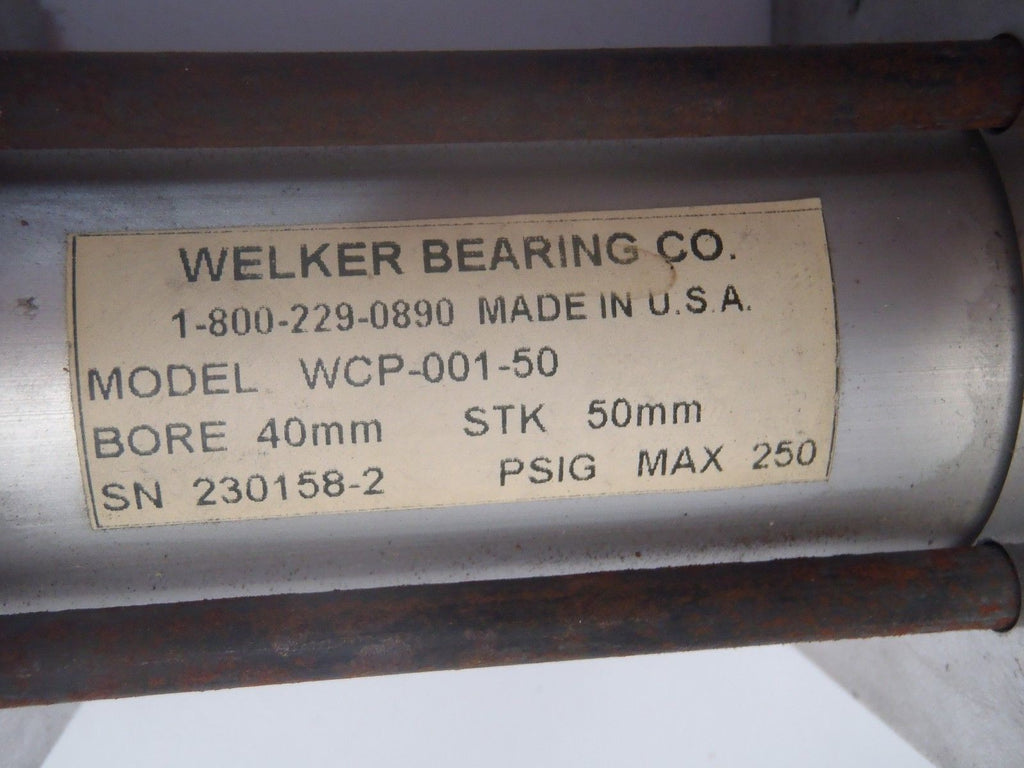 WELKER BEARING CO.
1-800-229-0890 MADE IN U.S.A.
MODEL WCP-001-50
BORE 40mm STK 50mm
SN 230158-2 PSIG MAX 250